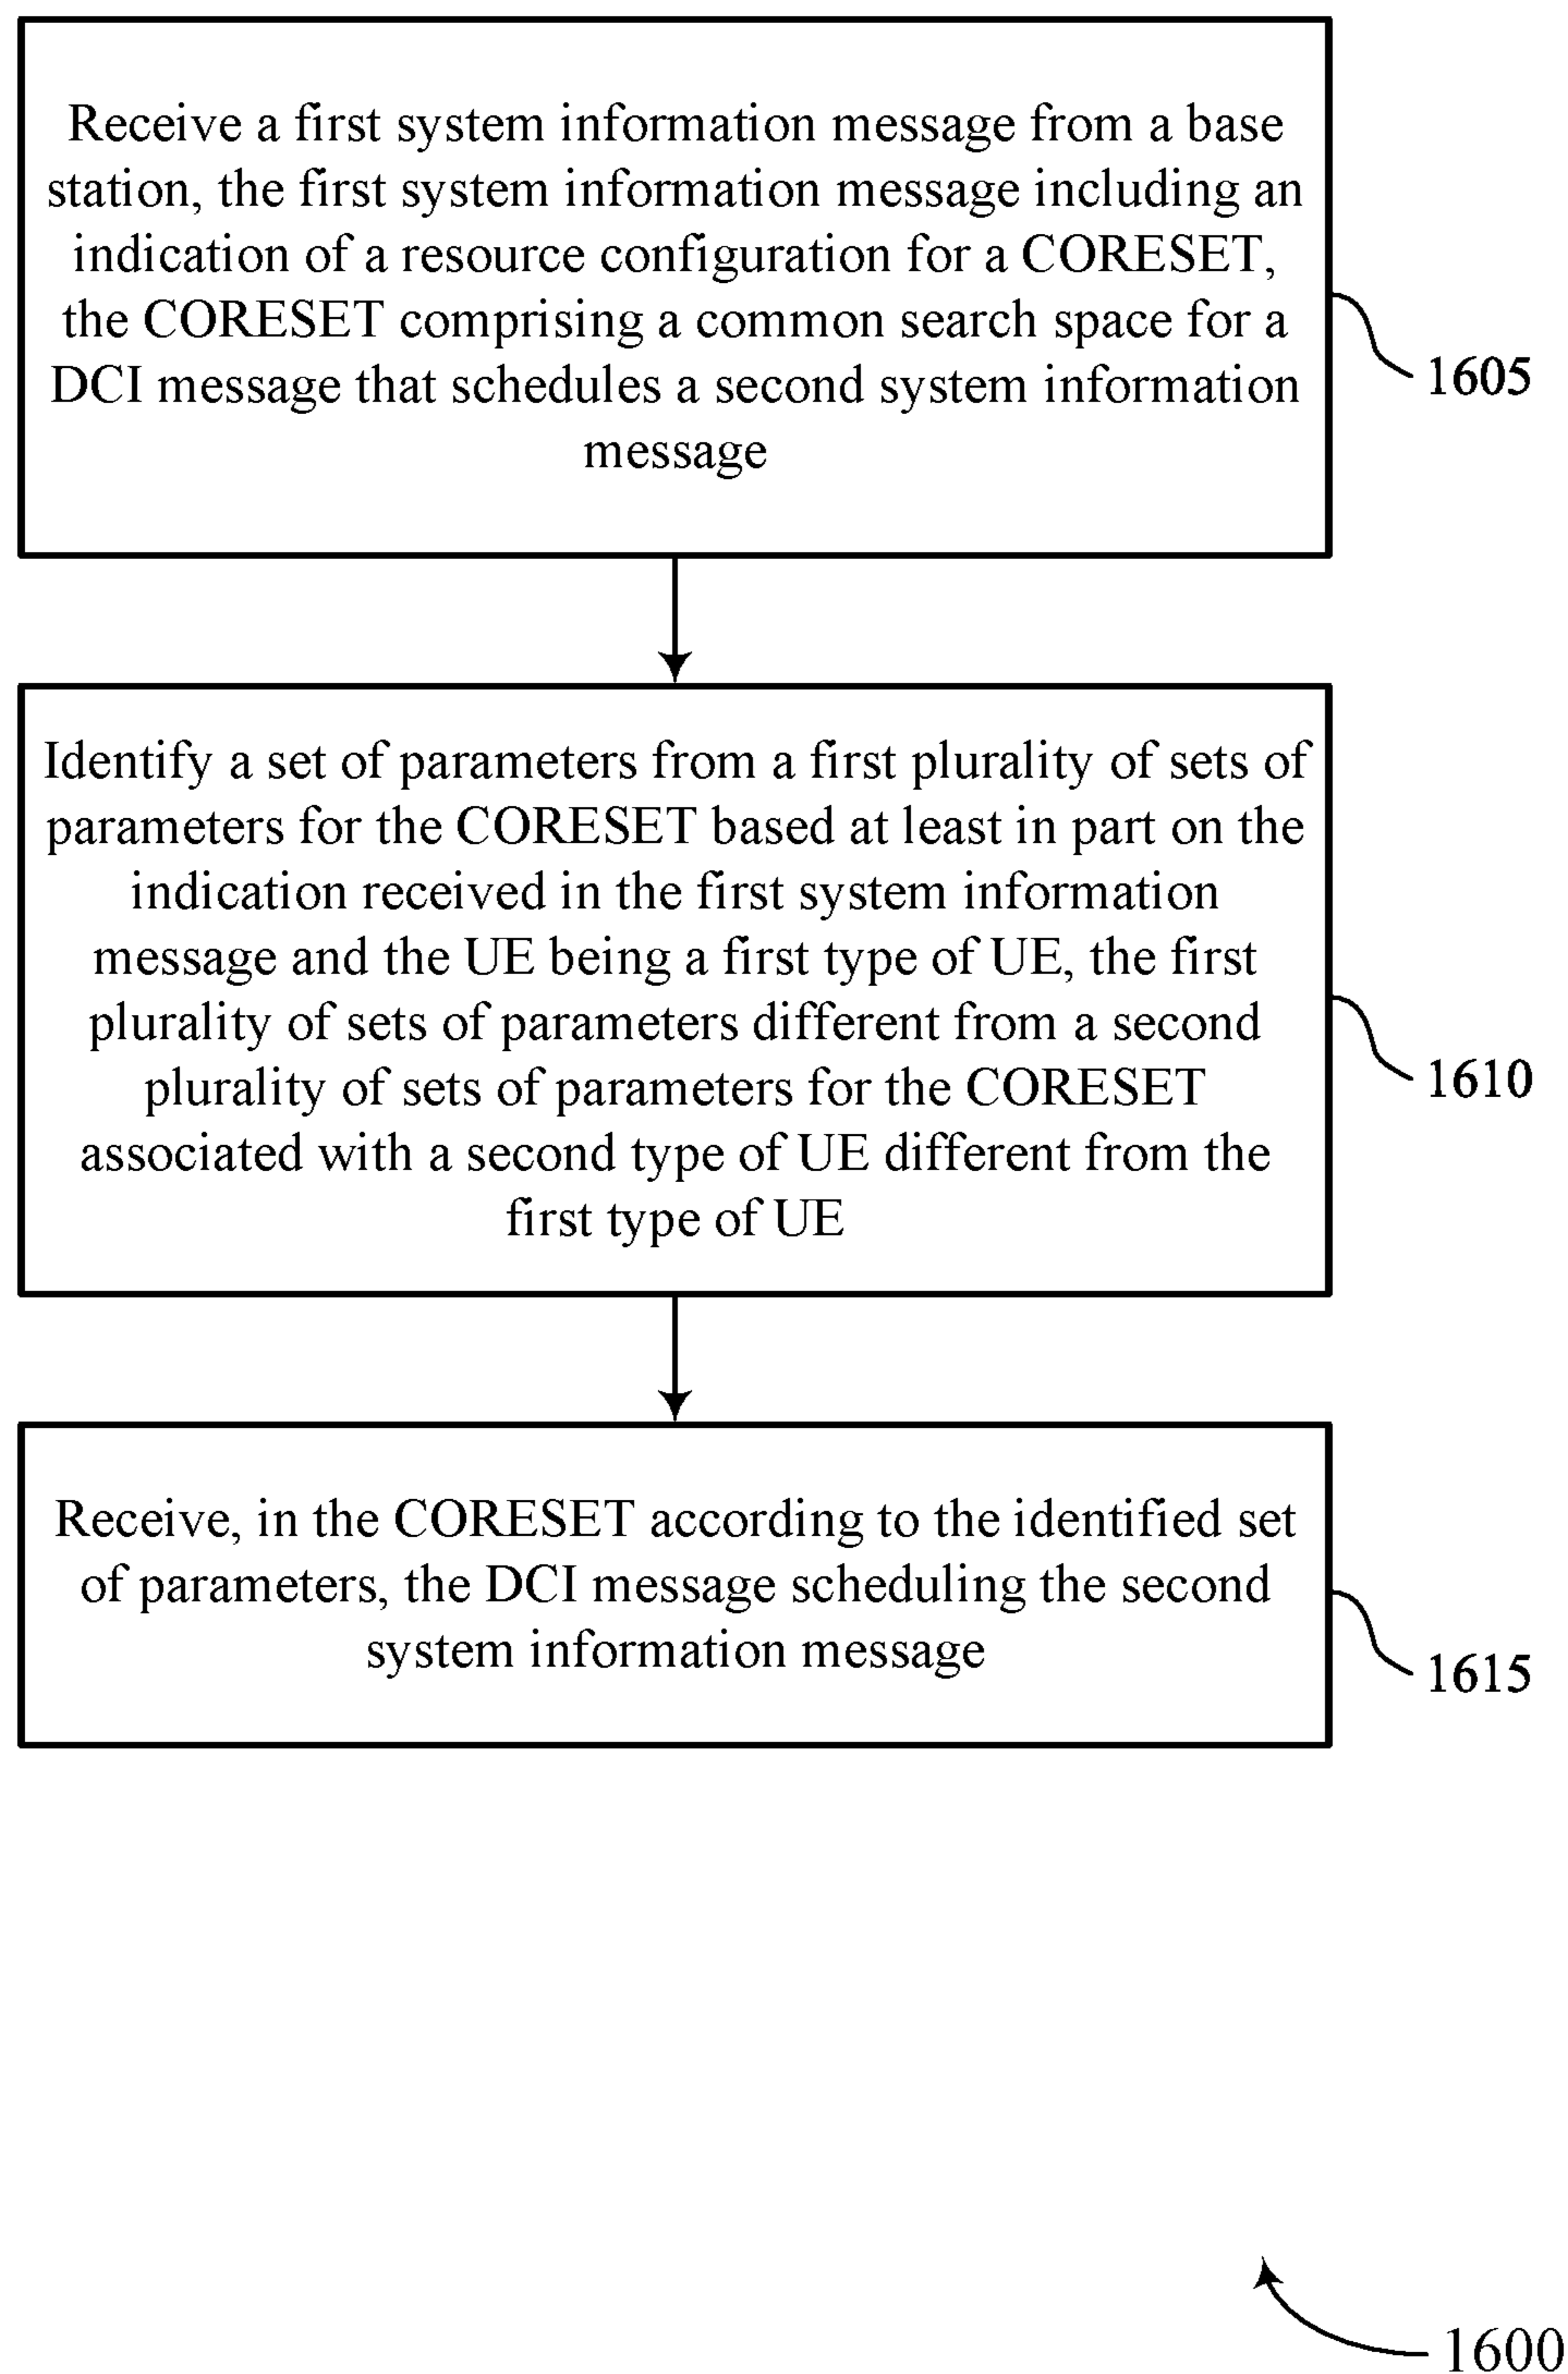 Receive a first system information message from a base
station, the first system information message including an
indication of a resource configuration for a CORESET,
the CORESET comprising a common search space for a
DCI message that schedules a second system information
message
1605
Identify a set of parameters from a first plurality of sets of
parameters for the CORESET based at least in part on the
indication received in the first system information
message and the UE being a first type of UE, the first
plurality of sets of parameters different from a second
plurality of sets of parameters for the CORESET
associated with a second type of UE different from the
first type of UE
1610
Receive, in the CORESET according to the identified set
of parameters, the DCI message scheduling the second
system information message
1615
1600